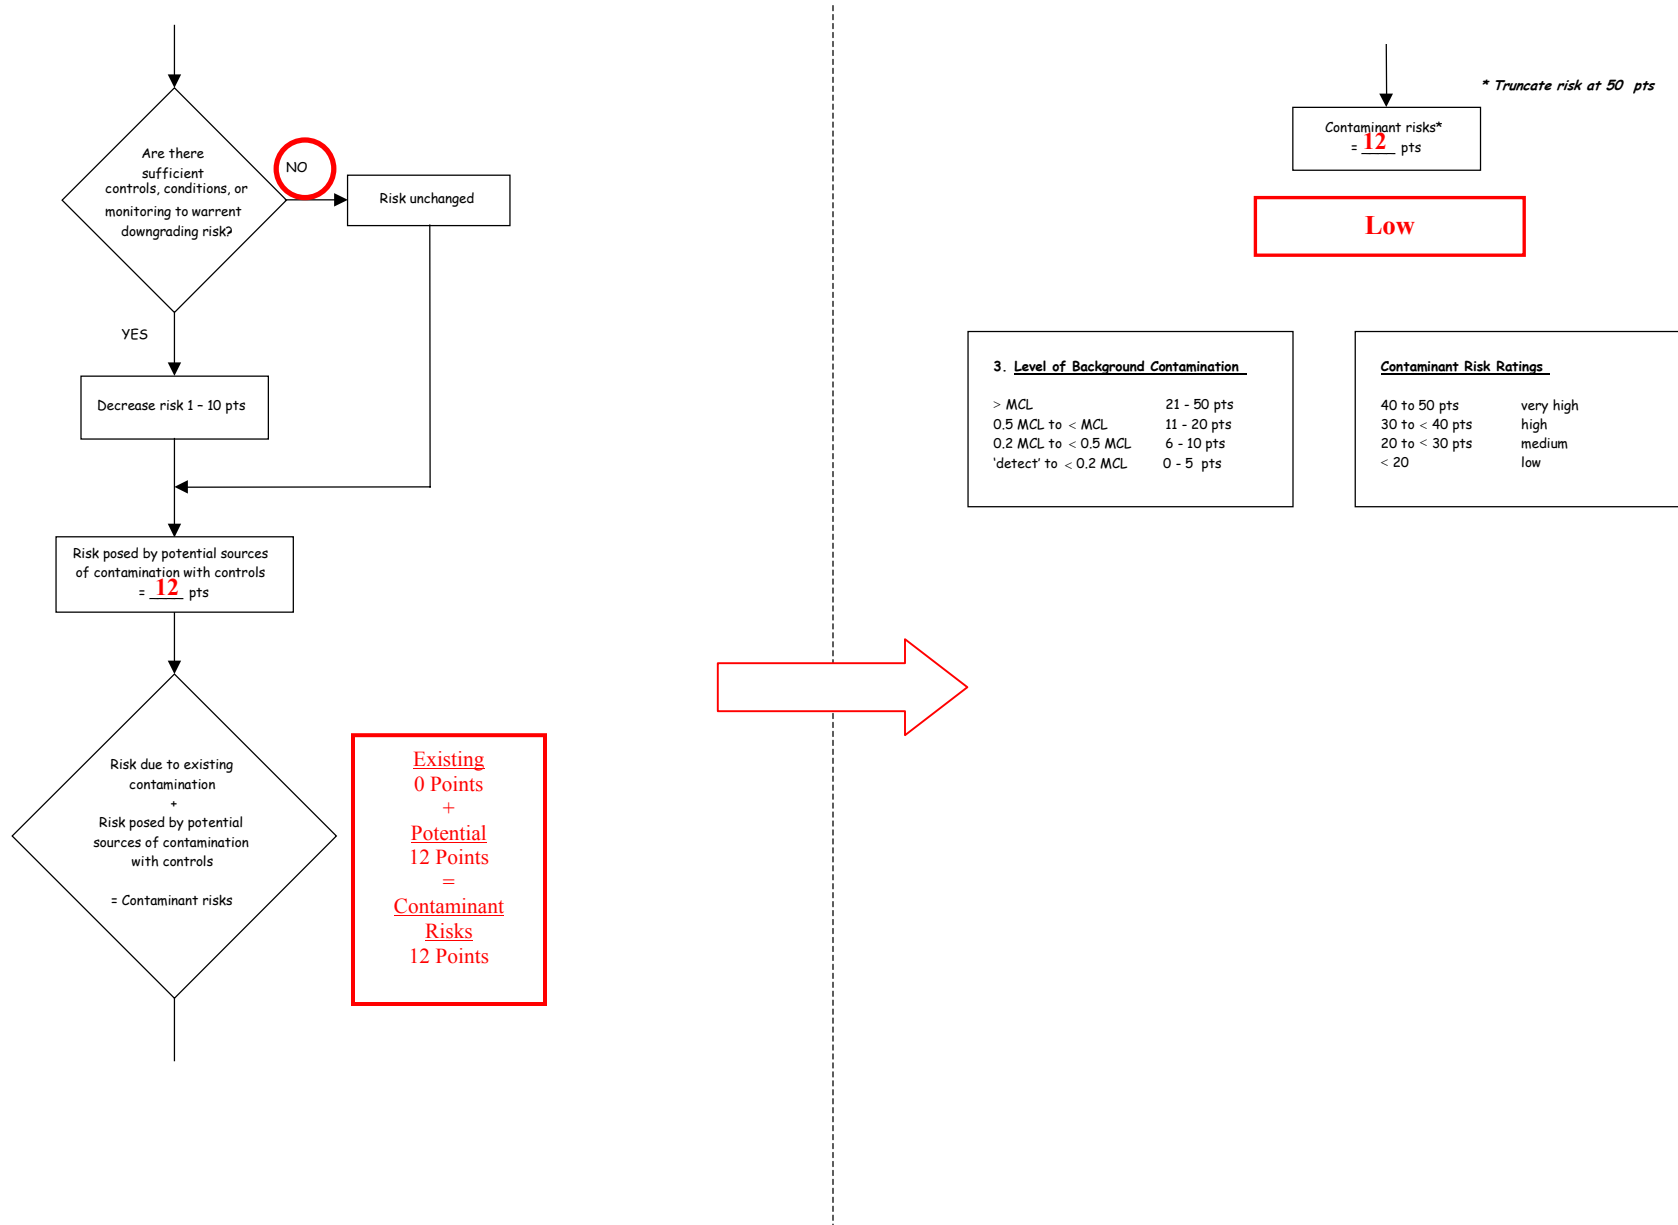 Are there
sufficient
controls, conditions, or
monitoring to warrent
downgrading risk?
NO
Risk unchanged
YES
Decrease risk 1 – 10 pts
Risk posed by potential sources
of contamination with controls
= 12 pts
Risk due to existing
contamination
+
Risk posed by potential
sources of contamination
with controls
= Contaminant risks
Existing
0 Points
+
Potential
12 Points
=
Contaminant
Risks
12 Points
* Truncate risk at 50 pts
Contaminant risks*
= 12 pts
Low
3. Level of Background Contamination
> MCL 21 - 50 pts
0.5 MCL to < MCL 11 - 20 pts
0.2 MCL to < 0.5 MCL 6 - 10 pts
‘detect’ to < 0.2 MCL 0 - 5 pts
Contaminant Risk Ratings
40 to 50 pts very high
30 to < 40 pts high
20 to < 30 pts medium
< 20 low